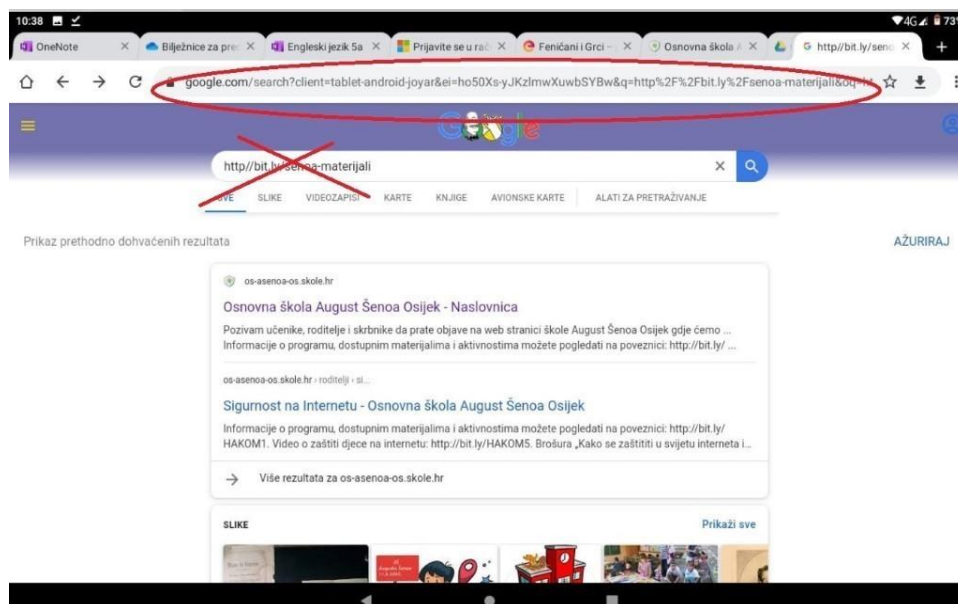 10:38 4G 73%
OneNote Bilježnice za pre Engleski jezik 5a Prijavite se u rač Feničani i Grci – Osnovna škola http//bit.ly/seno
google.com/search?client=tablet-android-joyar&ei=ho50Xs-yJKzlmwXuwbSYBw&q=http%2F%2Fbit.ly%2Fsenoa-materijali&oq=
Google
http//bit.ly/senoa-materijali
SVE SLIKE VIDEOZAPISI KARTE KNJIGE AVIONSKE KARTE ALATI ZA PRETRAŽIVANJE
Prikaz prethodno dohvaćenih rezultata AŽURIRAJ
os-asenoa-os.skole.hr
Osnovna škola August Šenoa Osijek - Naslovnica
Pozivam učenike, roditelje i skrbnike da prate objave na web stranici škole August Šenoa Osijek gdje ćemo ...
Informacije o programu, dostupnim materijalima i aktivnostima možete pogledati na poveznici: http://bit.ly/ ...
os-asenoa-os.skole.hr › roditelji › si...
Sigurnost na Internetu - Osnovna škola August Šenoa Osijek
Informacije o programu, dostupnim materijalima i aktivnostima možete pogledati na poveznici: http://bit.ly/
HAKOM1. Video o zaštiti djece na internetu: http://bit.ly/HAKOM5. Brošura „Kako se zaštititi u svijetu interneta i...
Više rezultata za os-asenoa-os.skole.hr
SLIKE Prikaži sve